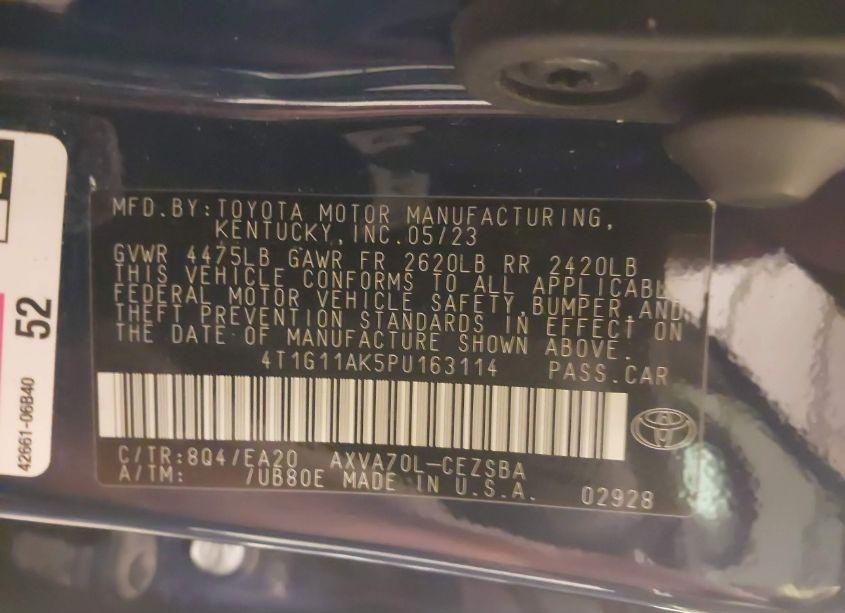 MFD.BY:TOYOTA MOTOR MANUFACTURING,
KENTUCKY, INC.05/23
GVWR 4475LB GAWR FR 2620LB RR 2420LB
THIS VEHICLE CONFORMS TO ALL APPLICABLE
FEDERAL MOTOR VEHICLE SAFETY,BUMPER,AND
THEFT PREVENTION STANDARDS IN EFFECT ON
THE DATE OF MANUFACTURE SHOWN ABOVE.
4T1G11AK5PU163114 PASS.CAR
C/TR:8Q4/EA20 AXVA70L-CEZSBA
A/TM: /UB80E MADE IN U.S.A. 02928
52
42661-06B40